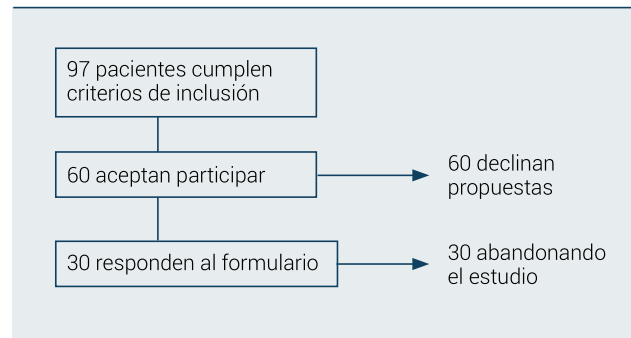 97 pacientes cumplen
criterios de inclusión
60 aceptan participar
60 declinan
propuestas
30 responden al formulario
30 abandonando
el estudio